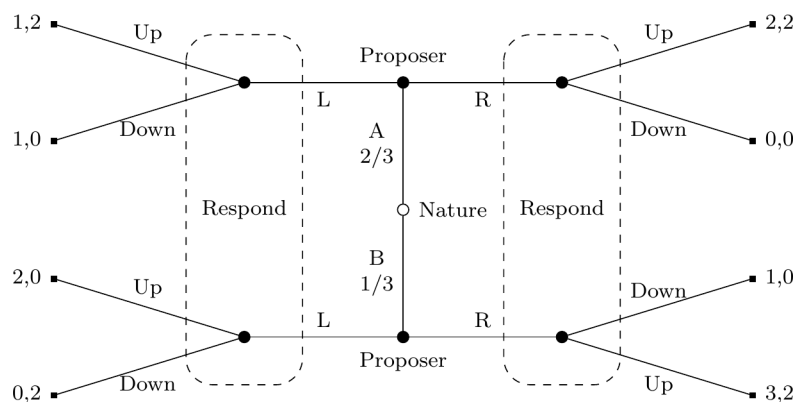 1,2
Up
Up
2,2
Proposer
L
R
Down
Down
1,0
0,0
A
2/3
Respond
Nature
Respond
B
1/3
2,0
Up
Down
1,0
L
R
Proposer
Down
Up
0,2
3,2